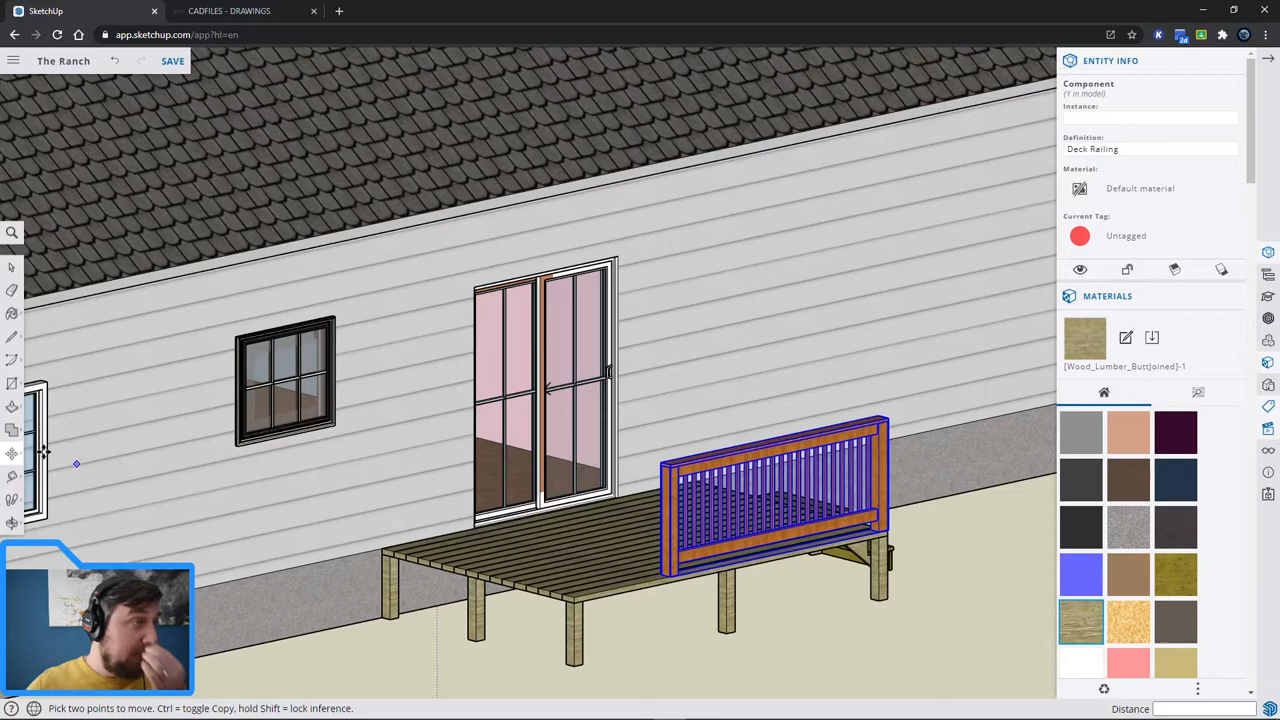 SketchUp
CADFILES - DRAWINGS
app.sketchup.com/app?hl=en
2d
The Ranch
SAVE
ENTITY INFO
Component
(1 in model)
Instance:
Definition:
Deck Railing
Material:
Default material
Current Tag:
Untagged
MATERIALS
[Wood_Lumber_ButtJoined]-1
Pick two points to move. Ctrl = toggle Copy, hold Shift = lock inference.
Distance